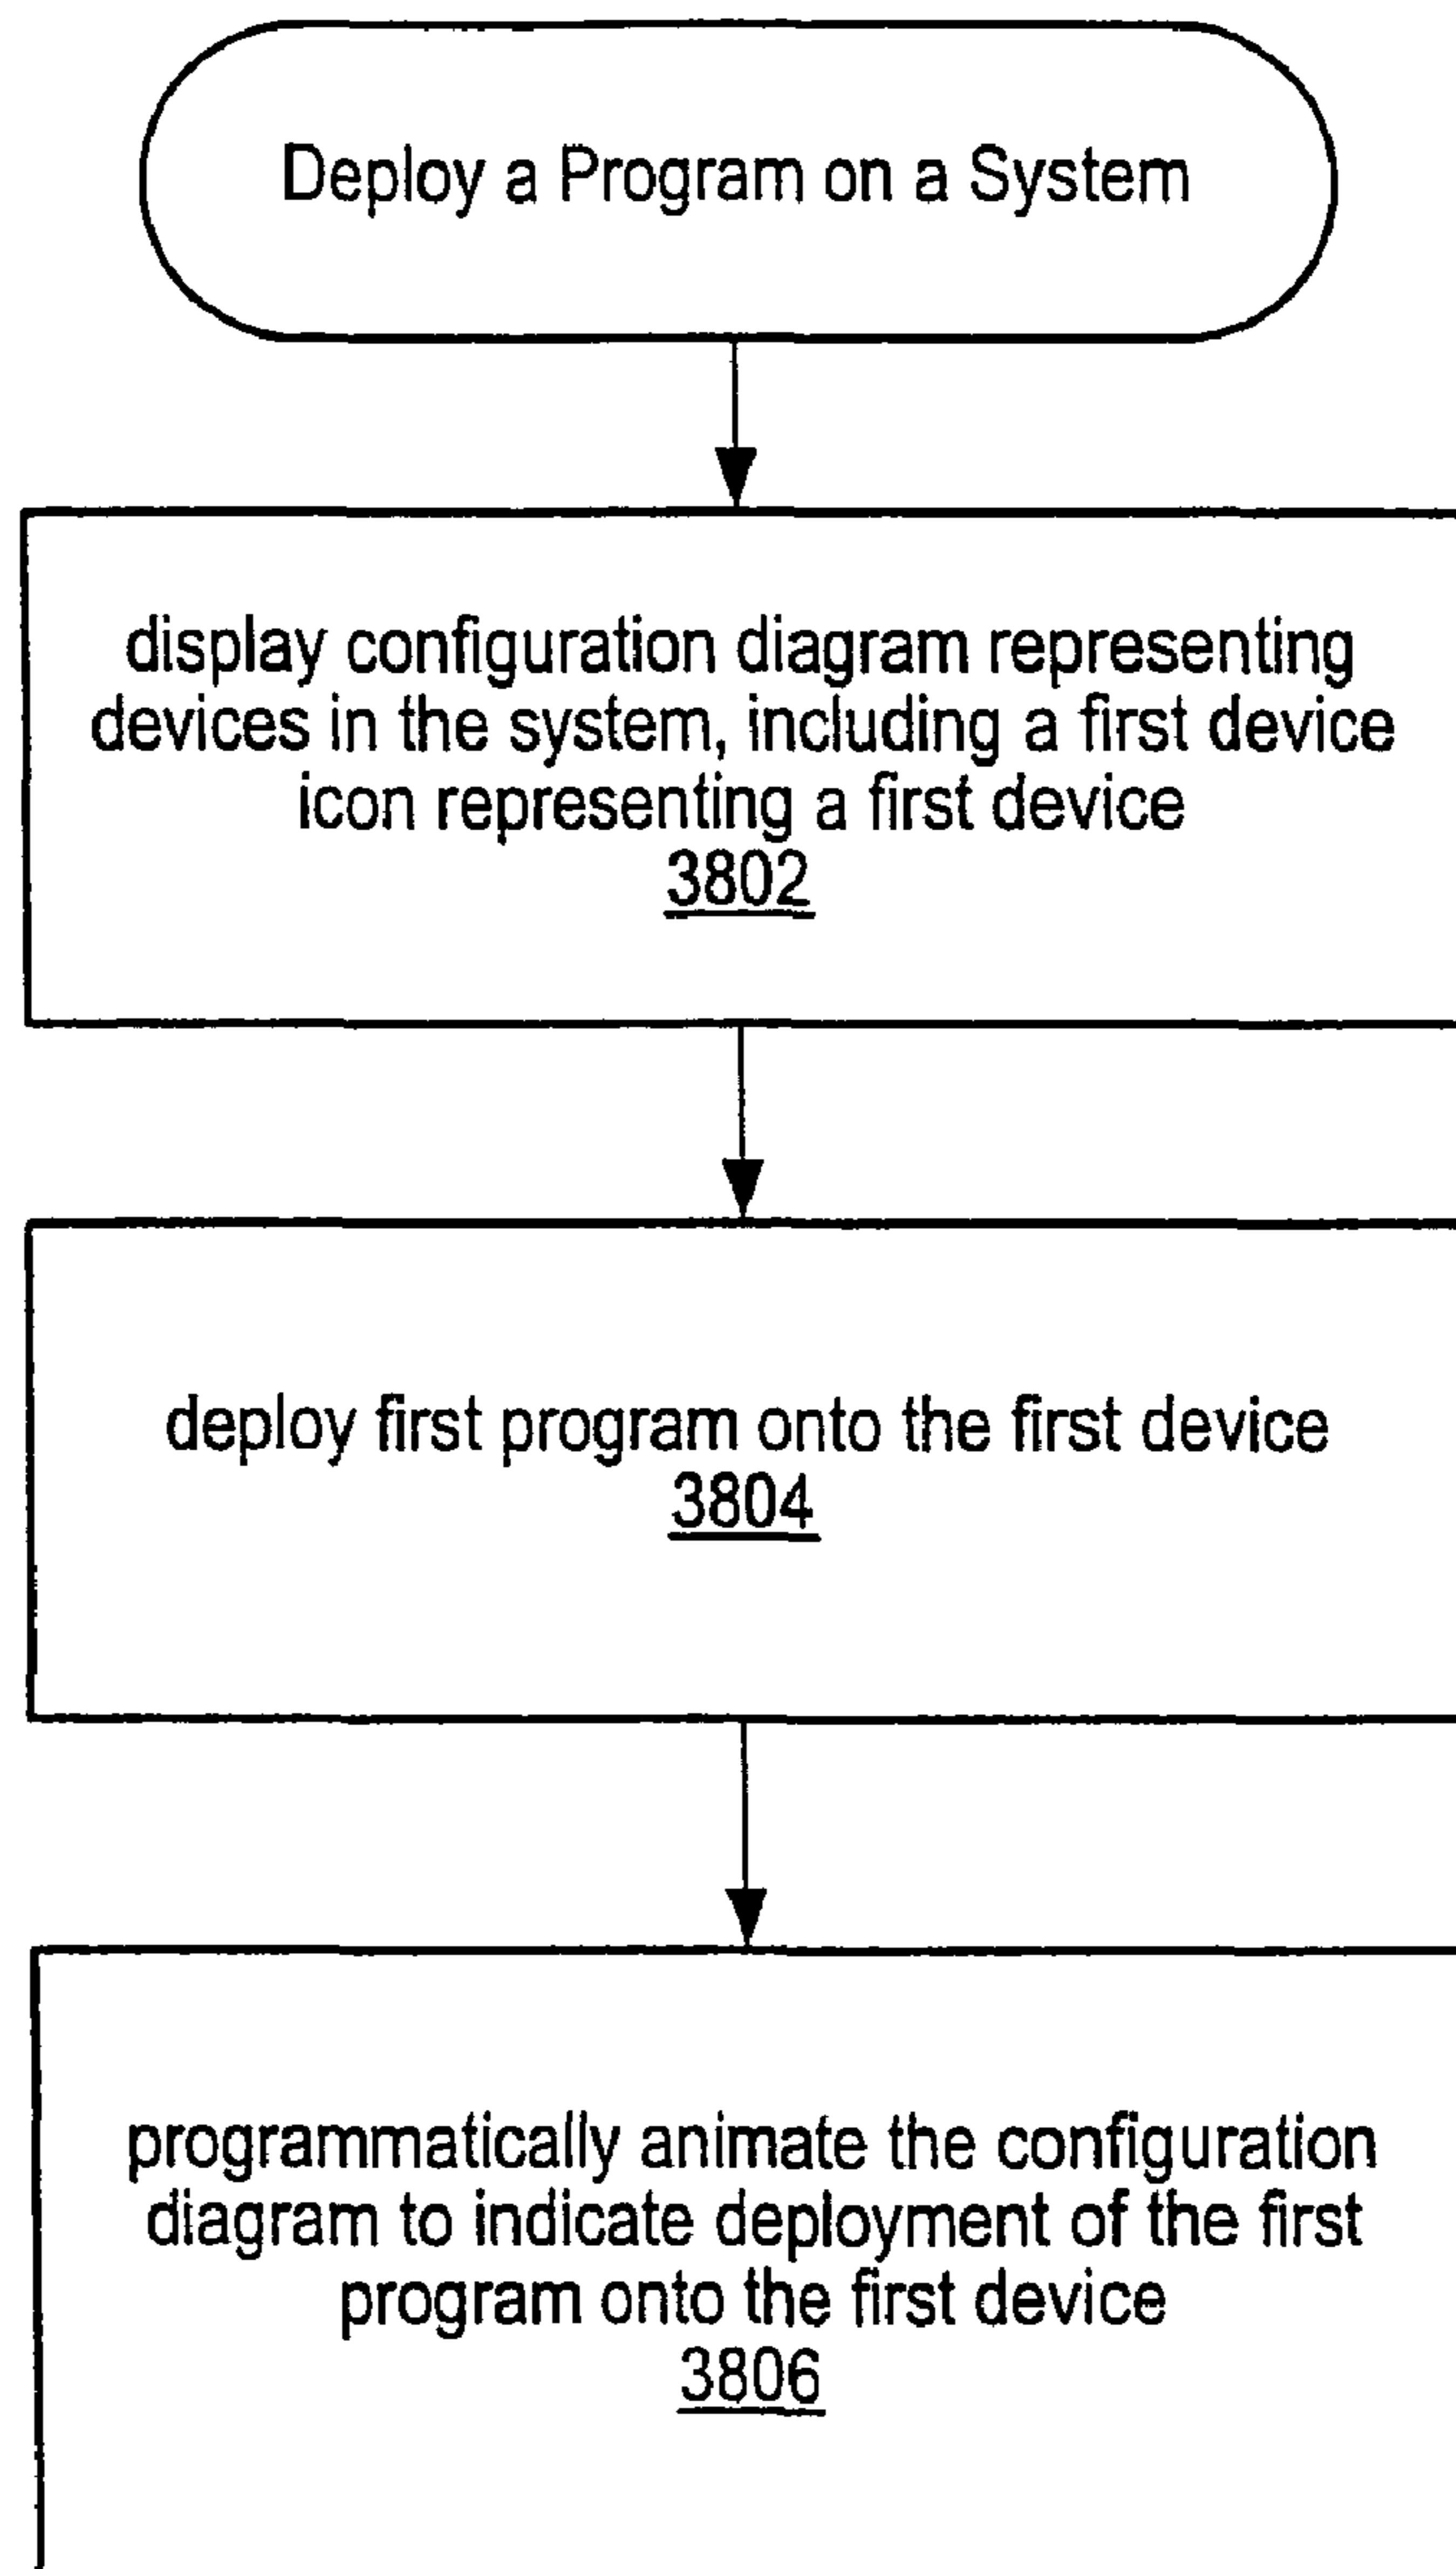 Deploy a Program on a System
display configuration diagram representing
devices in the system, including a first device
icon representing a first device
3802
deploy first program onto the first device
3804
programmatically animate the configuration
diagram to indicate deployment of the first
program onto the first device
3806